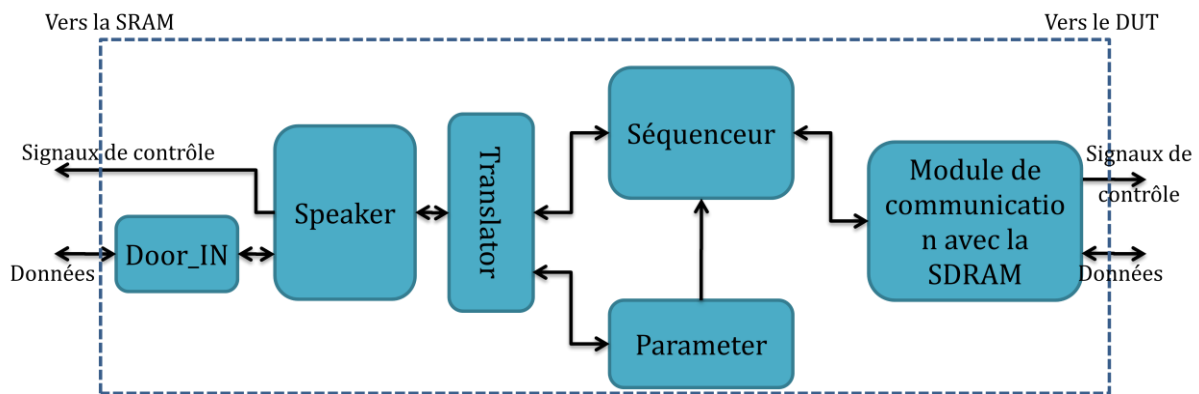 Vers la SRAM
Vers le DUT
Signaux de contrôle
Door_IN
Données
Speaker
Translator
Séquenceur
Parameter
Module de
communicatio
n avec la
SDRAM
Signaux de
contrôle
Données